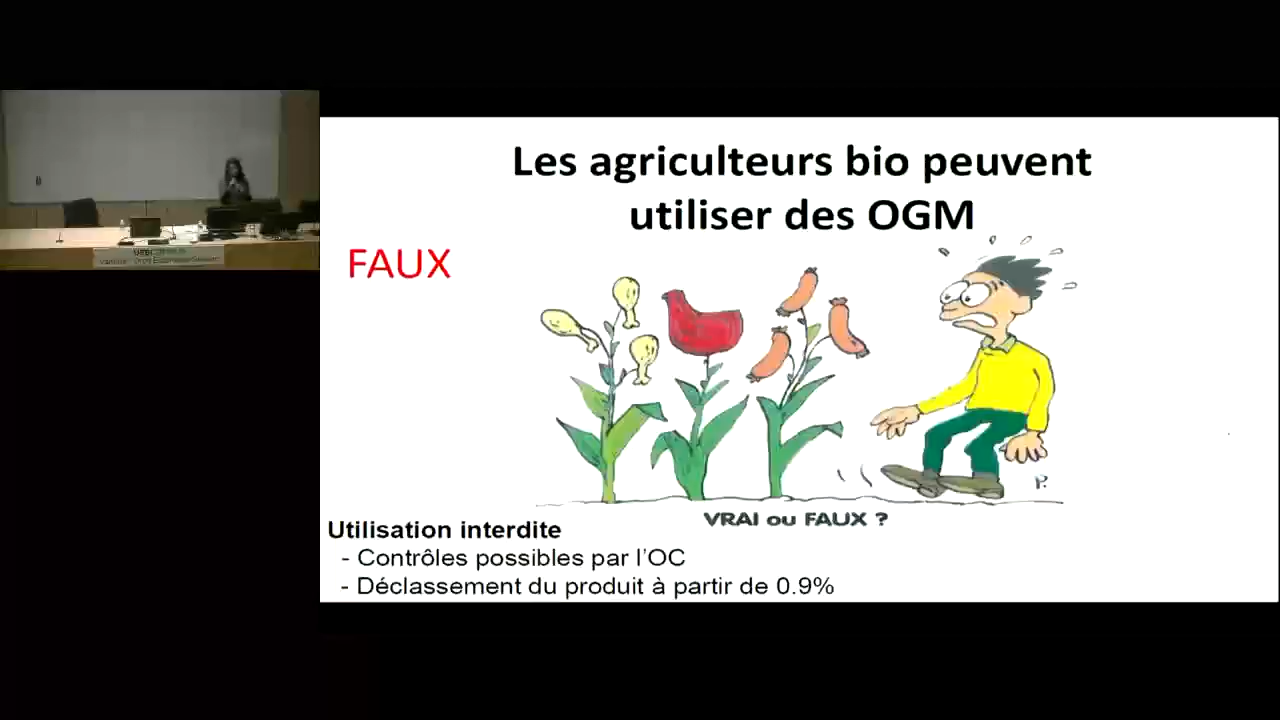 Les agriculteurs bio peuvent
utiliser des OGM
FAUX
VRAI ou FAUX ?
P.
Utilisation interdite
- Contrôles possibles par l'OC
- Déclassement du produit à partir de 0.9%